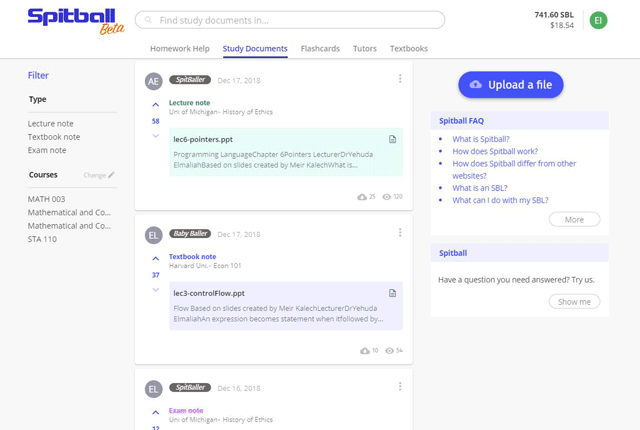 Spitball
Beta
Find study documents in...
741.60 SBL
$18.54
EI
Homework Help
Study Documents
Flashcards
Tutors
Textbooks
Filter
Type
Lecture note
Textbook note
Exam note
Courses
Change
MATH 003
Mathematical and Co...
Mathematical and Co...
STA 110
AE
SpitBaller
Dec 17, 2018
Lecture note
Uni of Michigan- History of Ethics
58
lec6-pointers.ppt
Programming LanguageChapter 6Pointers LecturerDrYehuda
ElmaliahBased on slides created by Meir KalechWhat is...
25
120
EL
Baby Baller
Dec 17, 2018
Textbook note
Harvard Uni.- Econ 101
37
lec3-controlFlow.ppt
Flow Based on slides created by Meir KalechLecturerDrYehuda
ElmaliahAn expression becomes statement when itfollowed by...
10
54
EL
SpitBaller
Dec 16, 2018
Exam note
Uni of Michigan- History of Ethics
12
Upload a file
Spitball FAQ
What is Spitball?
How does Spitball work?
How does Spitball differ from other
websites?
What is an SBL?
What can I do with my SBL?
More
Spitball
Have a question you need answered? Try us.
Show me